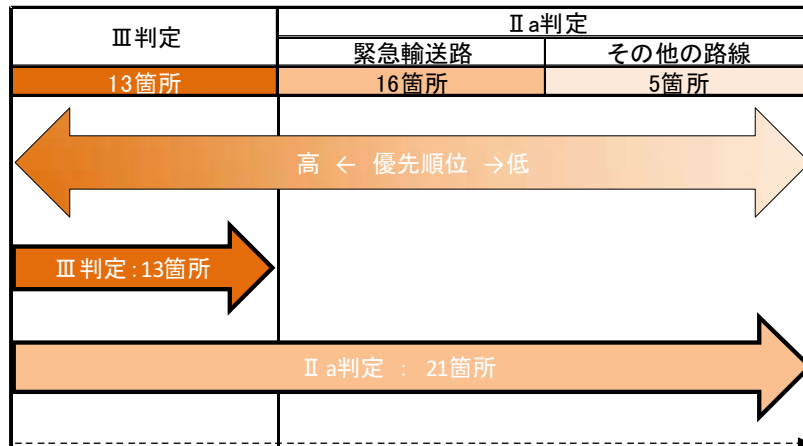 Ⅲ判定
Ⅱa判定
緊急輸送路
その他の路線
13箇所
16箇所
5箇所
高 ← 優先順位 →低
Ⅲ判定：13箇所
Ⅱa判定 ： 21箇所